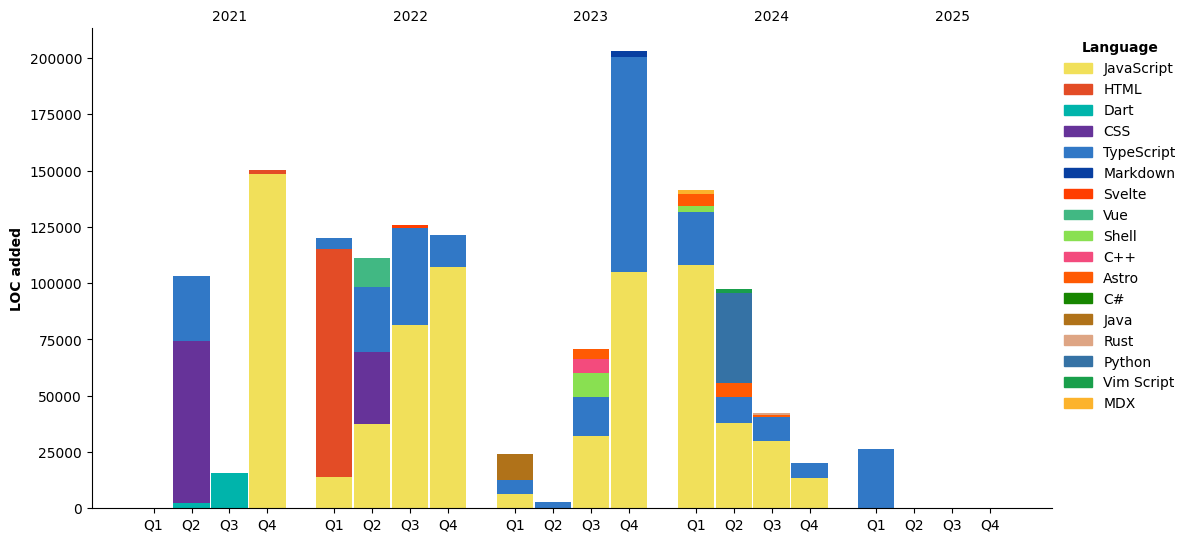 2021 2022 2023 2024 2025
LOC added
200000
175000
150000
125000
100000
75000
50000
25000
0
Q1 Q2 Q3 Q4 Q1 Q2 Q3 Q4 Q1 Q2 Q3 Q4 Q1 Q2 Q3 Q4 Q1 Q2 Q3 Q4
Language
JavaScript
HTML
Dart
CSS
TypeScript
Markdown
Svelte
Vue
Shell
C++
Astro
C#
Java
Rust
Python
Vim Script
MDX